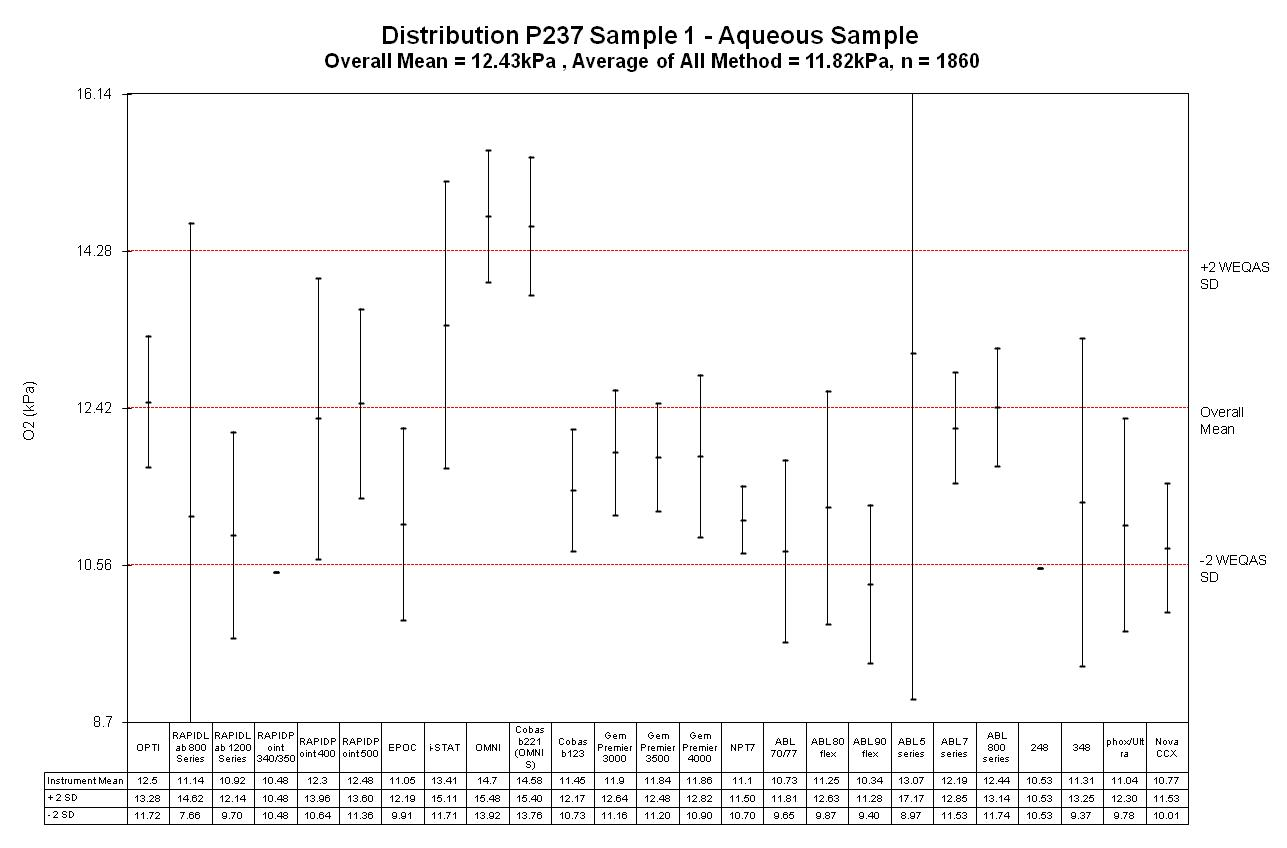 Distribution P237 Sample 1 - Aqueous Sample
Overall Mean = 12.43kPa , Average of All Method = 11.82kPa, n = 1860
16.14
14.28
+2 WEQAS
SD
O2 (kPa)
12.42
Overall
Mean
10.56
-2 WEQAS
SD
8.7
OPTI
RAPIDL
ab 800
Series
RAPIDL
ab 1200
Series
RAPIDP
oint
340/350
RAPIDP
oint400
RAPIDP
oint500
EPOC
i-STAT
OMNI
Cobas
b221
(OMNI
S)
Cobas
b123
Gem
Premier
3000
Gem
Premier
3500
Gem
Premier
4000
NPT7
ABL
70/77
ABL80
flex
ABL90
flex
ABL5
series
ABL7
series
ABL
800
series
248
348
phox/Ult
ra
Nova
CCX
Instrument Mean 12.5 11.14 10.92 10.48 12.3 12.48 11.05 13.41 14.7 14.58 11.45 11.9 11.84 11.86 11.1 10.73 11.25 10.34 13.07 12.19 12.44 10.53 11.31 11.04 10.77
+2 SD 13.28 14.62 12.14 10.48 13.96 13.60 12.19 15.11 15.48 15.40 12.17 12.64 12.48 12.82 11.50 11.81 12.63 11.28 17.17 12.85 13.14 10.53 13.25 12.30 11.53
-2 SD 11.72 7.66 9.70 10.48 10.64 11.36 9.91 11.71 13.92 13.76 10.73 11.16 11.20 10.90 10.70 9.65 9.87 9.40 8.97 11.53 11.74 10.53 9.37 9.78 10.01